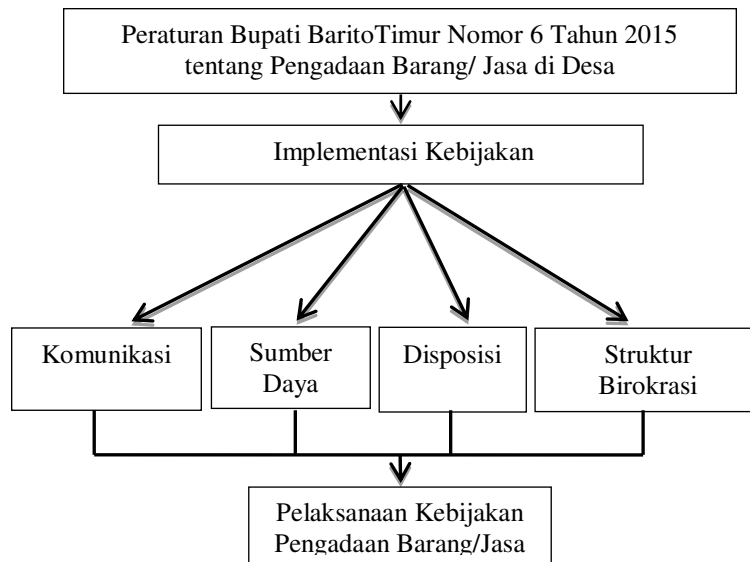 Peraturan Bupati BaritoTimur Nomor 6 Tahun 2015
tentang Pengadaan Barang/ Jasa di Desa
Implementasi Kebijakan
Komunikasi
Sumber
Daya
Disposisi
Struktur
Birokrasi
Pelaksanaan Kebijakan
Pengadaan Barang/Jasa